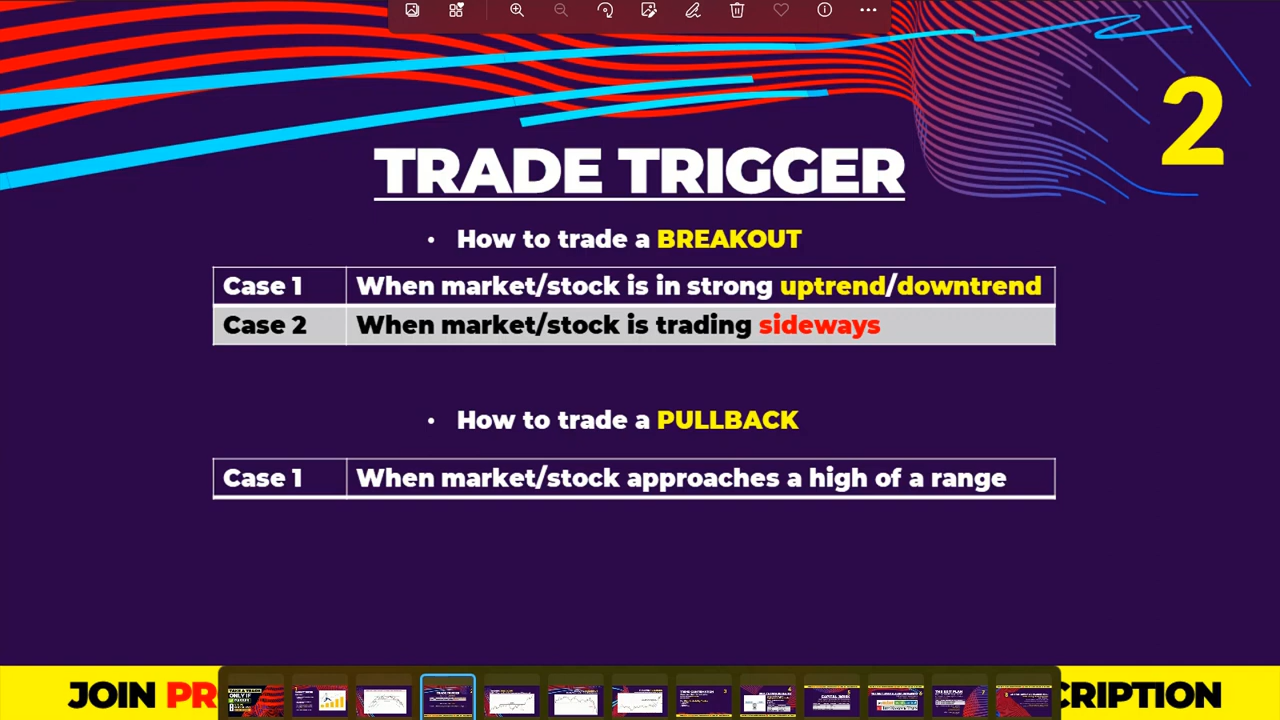 2
TRADE TRIGGER
• How to trade a BREAKOUT
Case 1 When market/stock is in strong uptrend/downtrend
Case 2 When market/stock is trading sideways
• How to trade a PULLBACK
Case 1 When market/stock approaches a high of a range
JOIN PR
CRIPTION